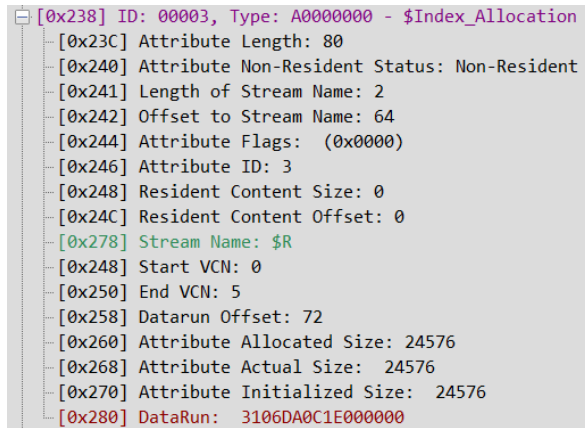 [0x238] ID: 00003, Type: A0000000 - $Index_Allocation
[0x23C] Attribute Length: 80
[0x240] Attribute Non-Resident Status: Non-Resident
[0x241] Length of Stream Name: 2
[0x242] Offset to Stream Name: 64
[0x244] Attribute Flags:  (0x0000)
[0x246] Attribute ID: 3
[0x248] Resident Content Size: 0
[0x24C] Resident Content Offset: 0
[0x278] Stream Name: $R
[0x248] Start VCN: 0
[0x250] End VCN: 5
[0x258] Datarun Offset: 72
[0x260] Attribute Allocated Size: 24576
[0x268] Attribute Actual Size:  24576
[0x270] Attribute Initialized Size:  24576
[0x280] DataRun:  3106DA0C1E000000